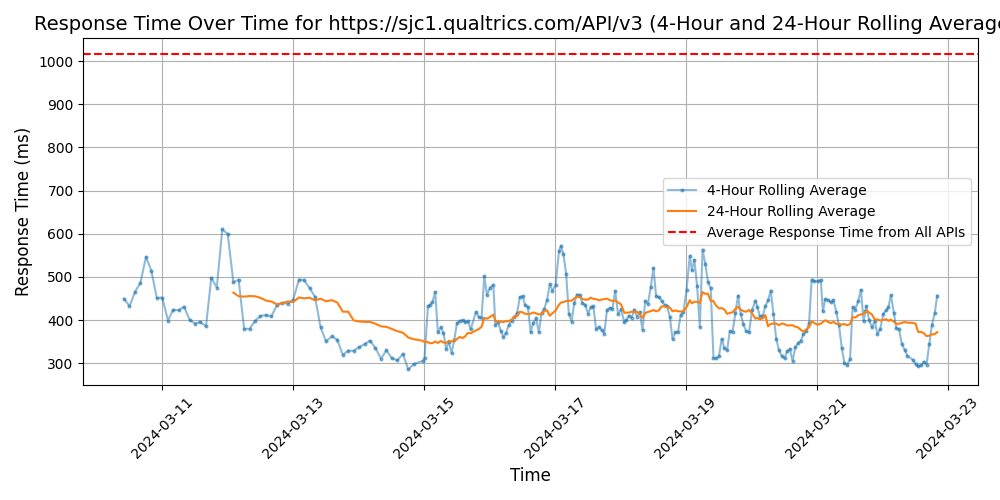 Response Time Over Time for https://sjc1.qualtrics.com/API/v3 (4-Hour and 24-Hour Rolling Average
1000
900
800
700
600
500
400
300
Response Time (ms)
4-Hour Rolling Average
24-Hour Rolling Average
Average Response Time from All APIs
2024-03-11
2024-03-13
2024-03-15
2024-03-17
2024-03-19
2024-03-21
2024-03-23
Time